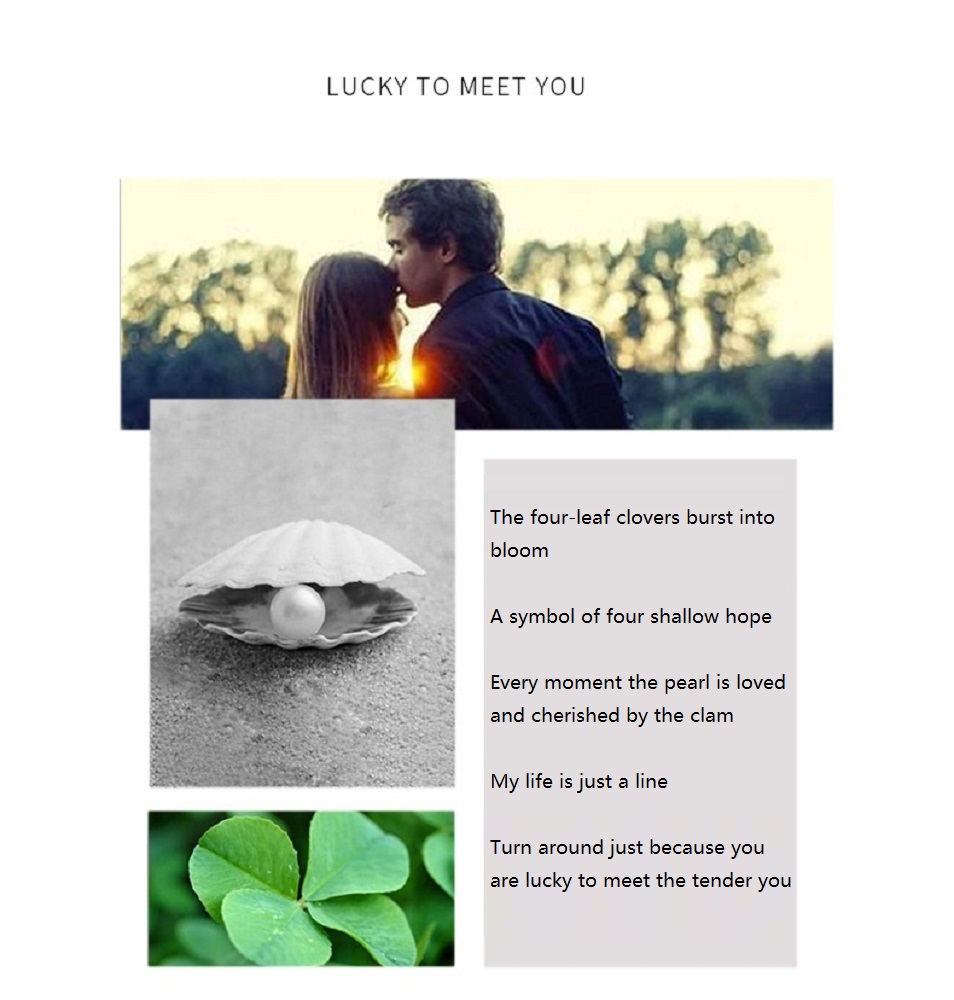 LUCKY TO MEET YOU
The four-leaf clovers burst into
bloom
A symbol of four shallow hope
Every moment the pearl is loved
and cherished by the clam
My life is just a line
Turn around just because you
are lucky to meet the tender you